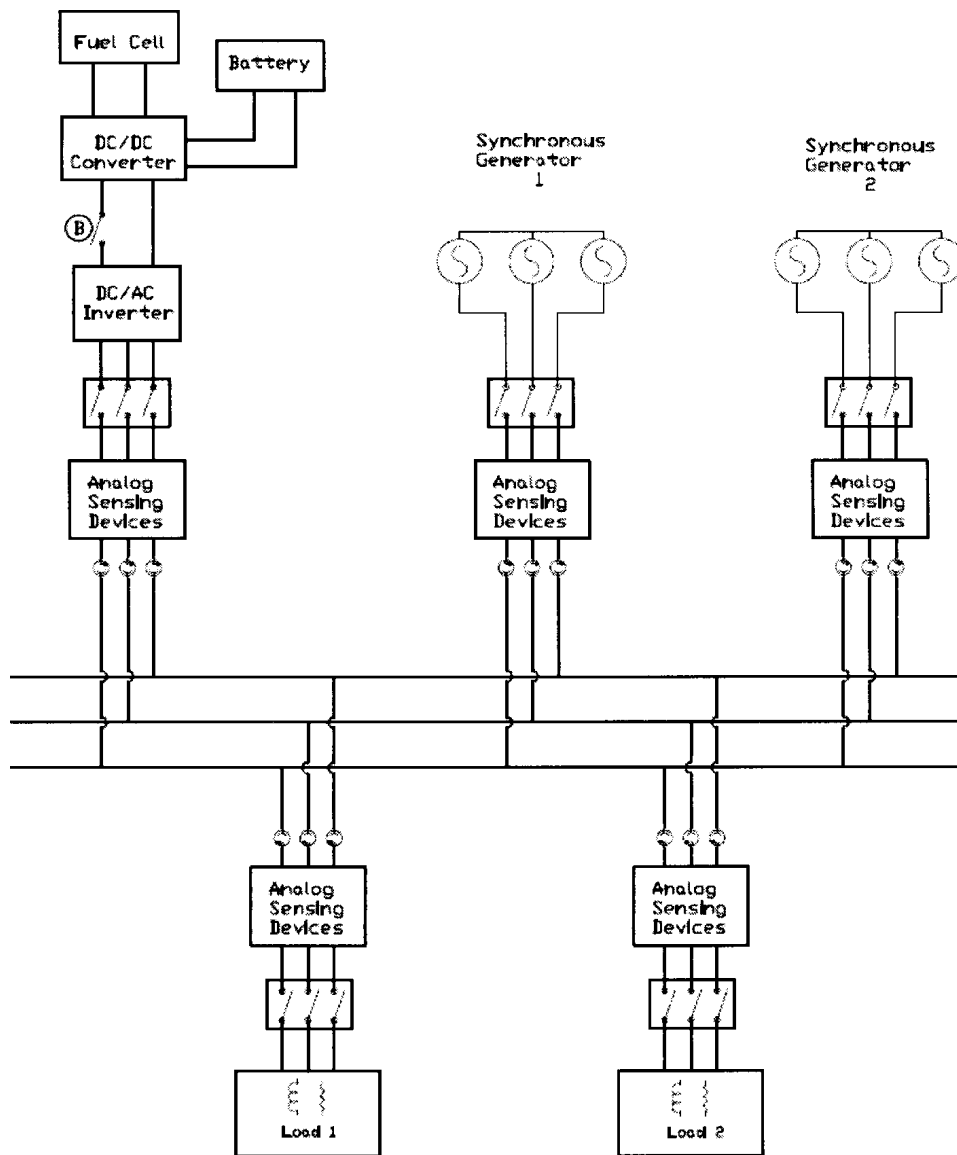 Fuel Cell
Battery
DC/DC
Converter
Synchronous
Generator
1
Synchronous
Generator
2
B
DC/AC
Inverter
Analog
Sensing
Devices
Analog
Sensing
Devices
Analog
Sensing
Devices
Analog
Sensing
Devices
Analog
Sensing
Devices
Load 1
Load 2